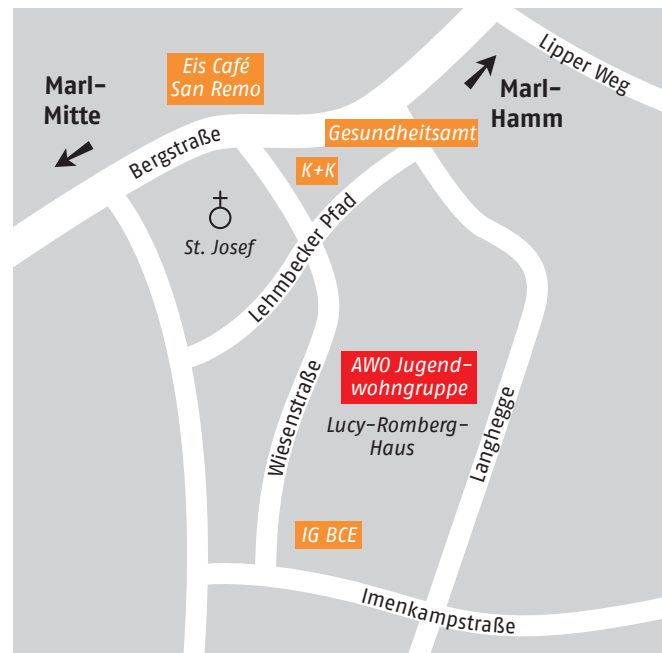 Lipper Weg
Eis Café
San Remo
Marl-
Mitte
Marl-
Hamm
Bergstraße
Gesundheitsamt
K+K
St. Josef
Lehmbecker Pfad
AWO Jugend-
wohngruppe
Wiesenstraße
Lucy-Romberg-
Haus
Langhegge
IG BCE
Imenkampstraße